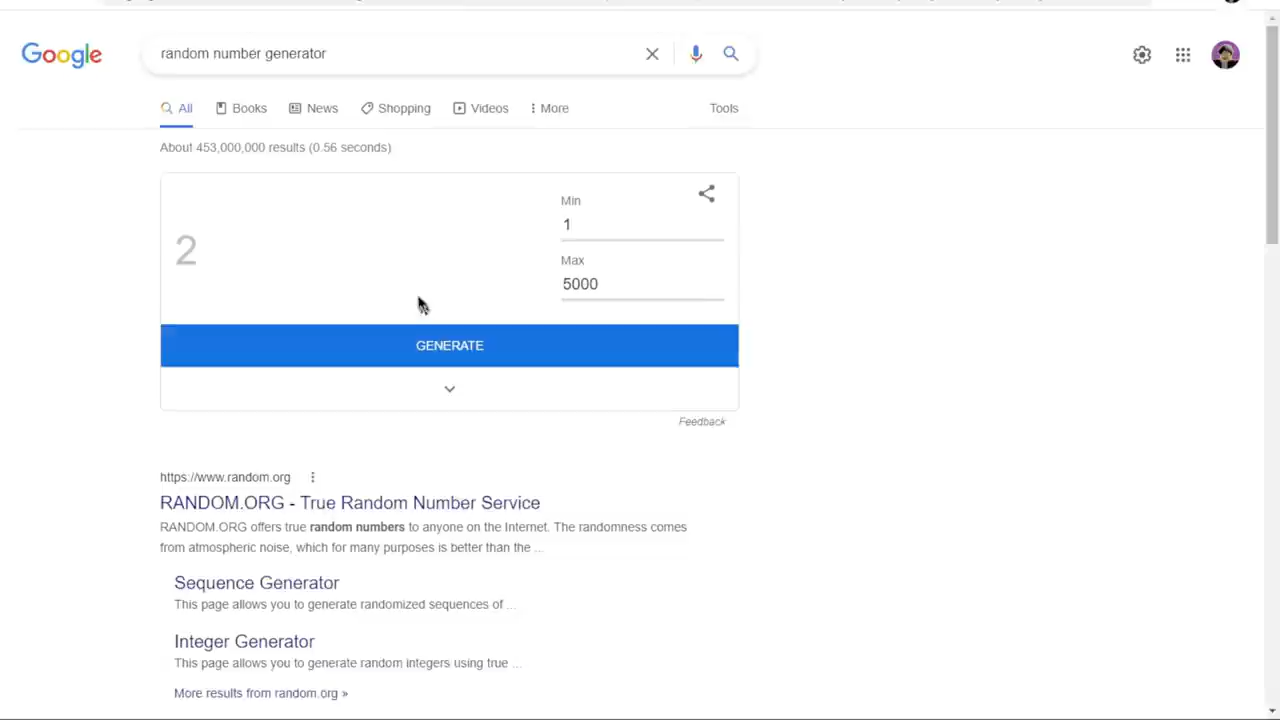 Google
random number generator
All Books News Shopping Videos More Tools
About 453,000,000 results (0.56 seconds)
Min
1
2
Max
5000
GENERATE
Feedback
https://www.random.org
RANDOM.ORG - True Random Number Service
RANDOM.ORG offers true random numbers to anyone on the Internet. The randomness comes
from atmospheric noise, which for many purposes is better than the ...
Sequence Generator
This page allows you to generate randomized sequences of ...
Integer Generator
This page allows you to generate random integers using true ...
More results from random.org »